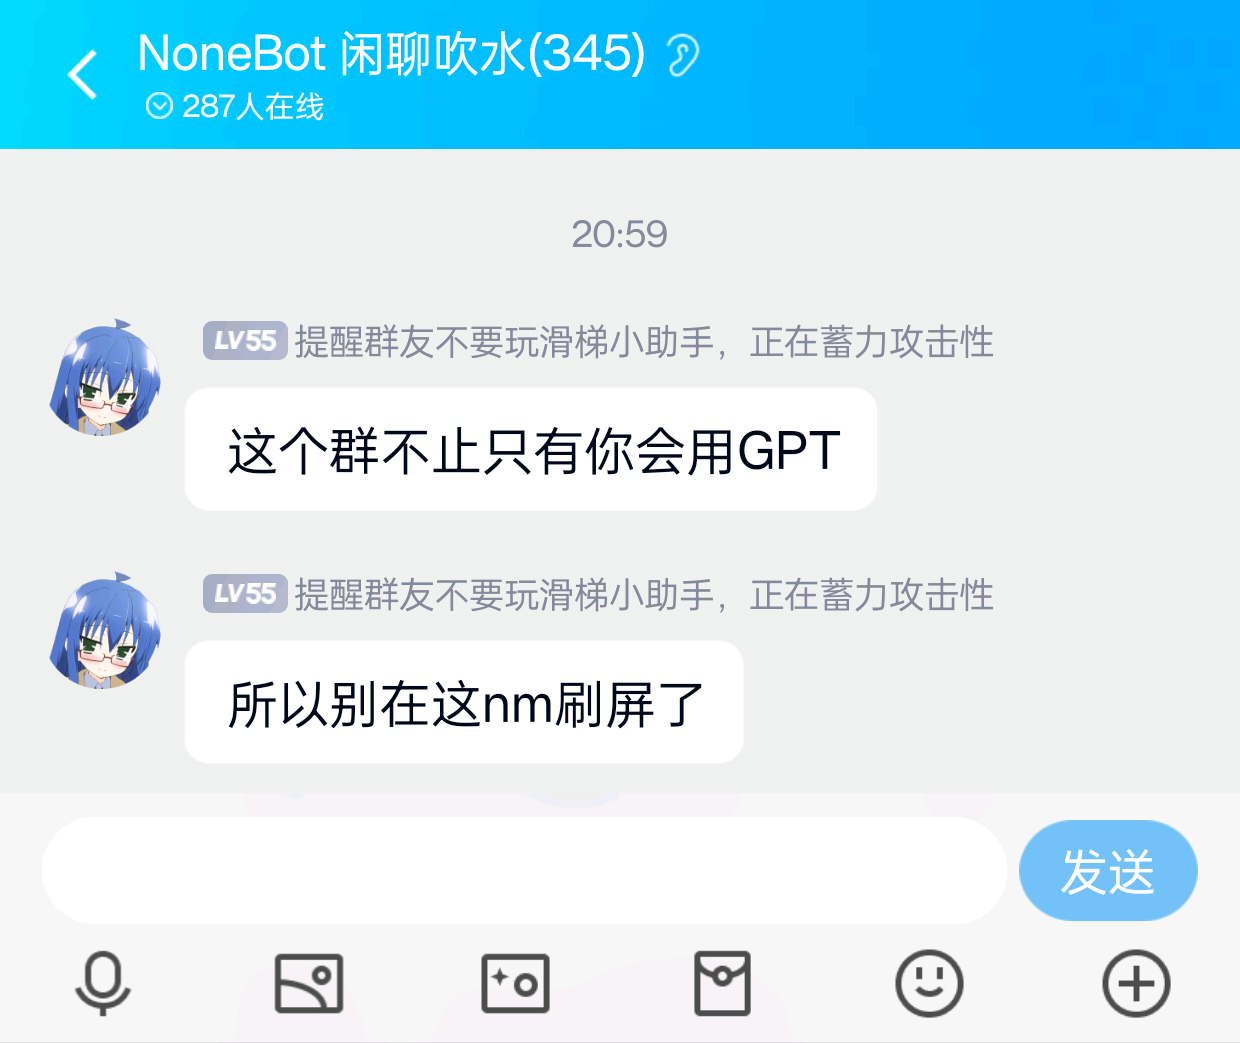 NoneBot 闲聊吹水(345)
287人在线
20:59
LV55 提醒群友不要玩滑梯小助手，正在蓄力攻击性
这个群不止只有你会用GPT
LV55 提醒群友不要玩滑梯小助手，正在蓄力攻击性
所以别在这nm刷屏了
发送